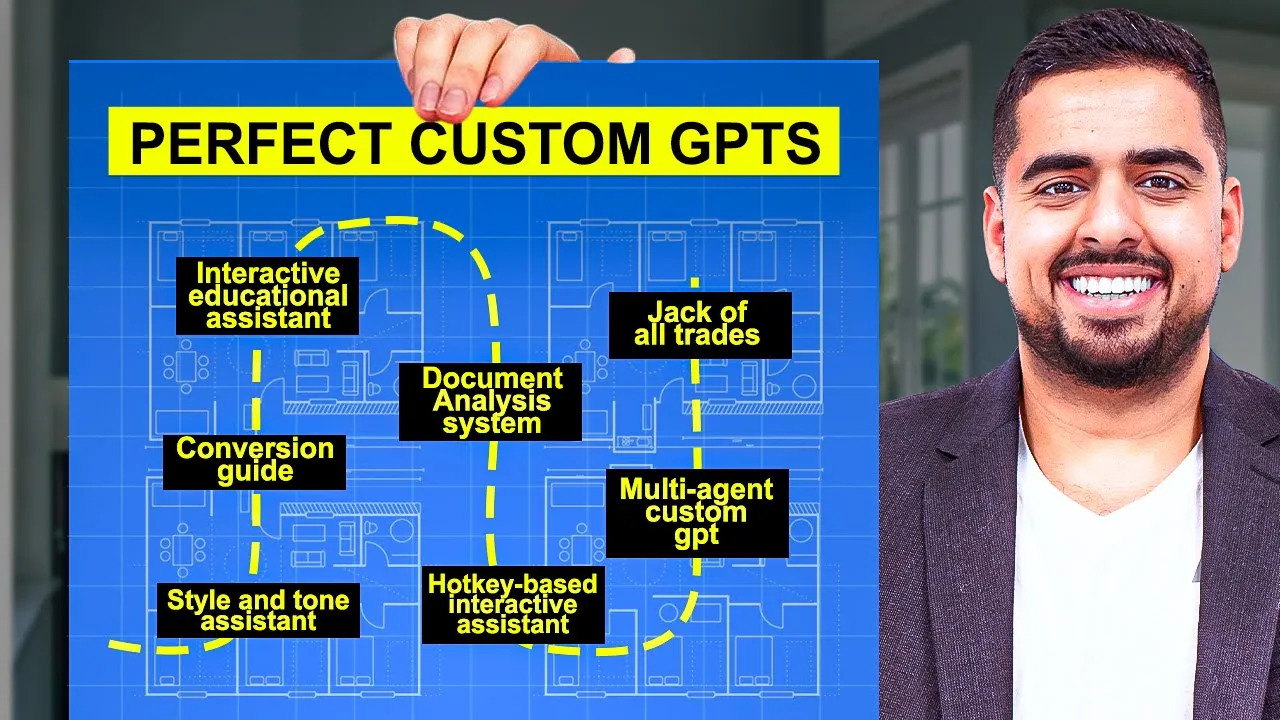 PERFECT CUSTOM GPTS
Interactive
educational
assistant
Conversion
guide
Style and tone
assistant
Document
Analysis
system
Hotkey-based
interactive
assistant
Jack of
all trades
Multi-agent
custom
gpt